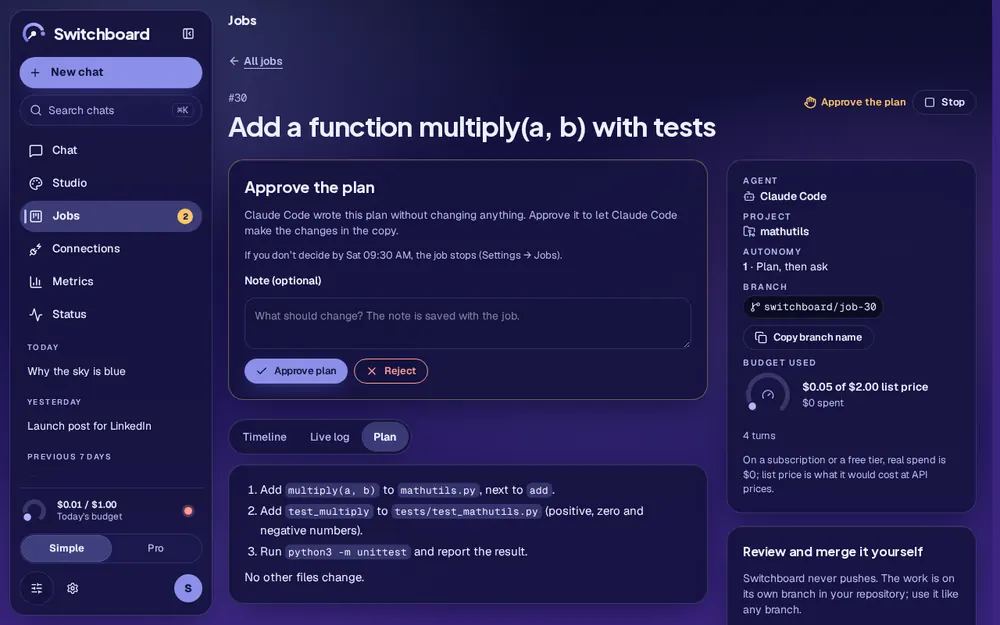 Switchboard
New chat
Search chats
⌘K
Chat
Studio
Jobs
2
Connections
Metrics
Status
TODAY
Why the sky is blue
YESTERDAY
Launch post for LinkedIn
PREVIOUS 7 DAYS
$0.01 / $1.00
Today's budget
Simple
Pro
S
Jobs
← All jobs
#30
Add a function multiply(a, b) with tests
Approve the plan
Stop
Approve the plan
Claude Code wrote this plan without changing anything. Approve it to let Claude Code
make the changes in the copy.
If you don't decide by Sat 09:30 AM, the job stops (Settings → Jobs).
Note (optional)
What should change? The note is saved with the job.
Approve plan
Reject
Timeline
Live log
Plan
1. Add multiply(a, b) to mathutils.py, next to add.
2. Add test_multiply to tests/test_mathutils.py (positive, zero and
negative numbers).
3. Run python3 -m unittest and report the result.
No other files change.
AGENT
Claude Code
PROJECT
mathutils
AUTONOMY
1 · Plan, then ask
BRANCH
switchboard/job-30
Copy branch name
BUDGET USED
$0.05 of $2.00 list price
$0 spent
4 turns
On a subscription or a free tier, real spend is
$0; list price is what it would cost at API
prices.
Review and merge it yourself
Switchboard never pushes. The work is on
its own branch in your repository; use it like
any branch.